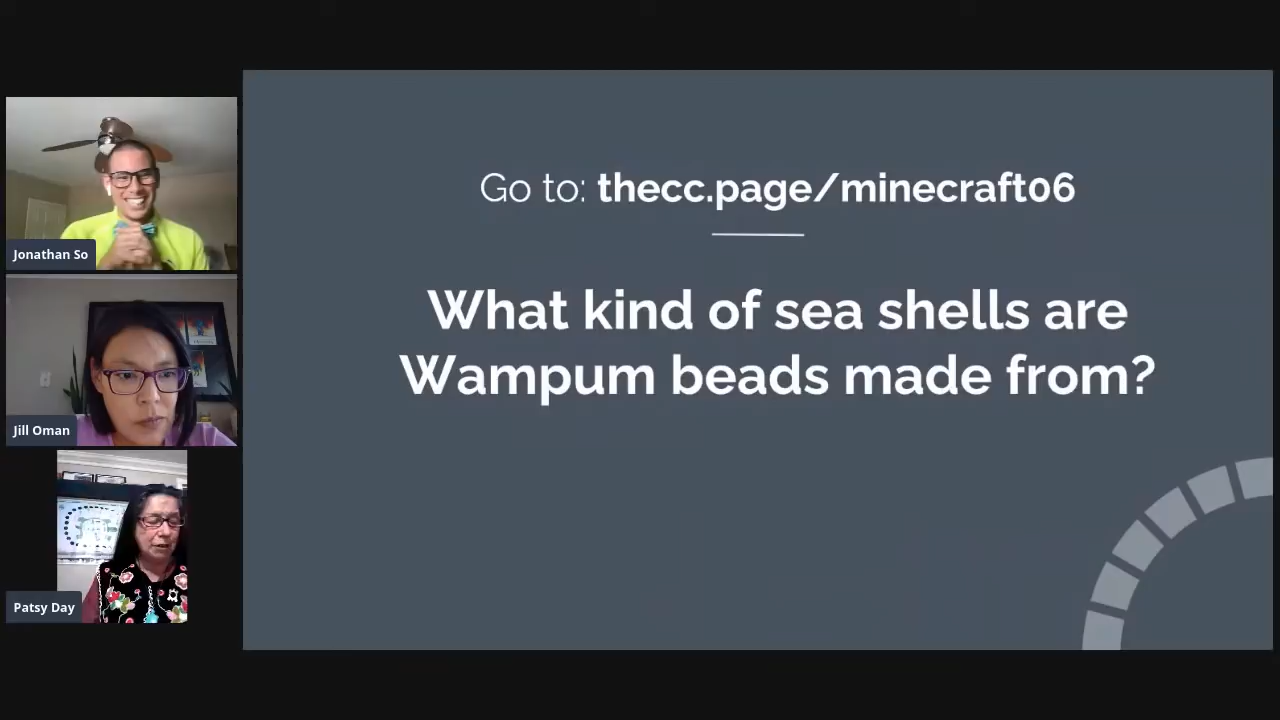 Go to: thecc.page/minecraft06
What kind of sea shells are
Wampum beads made from?
Jonathan So
Jill Oman
Patsy Day